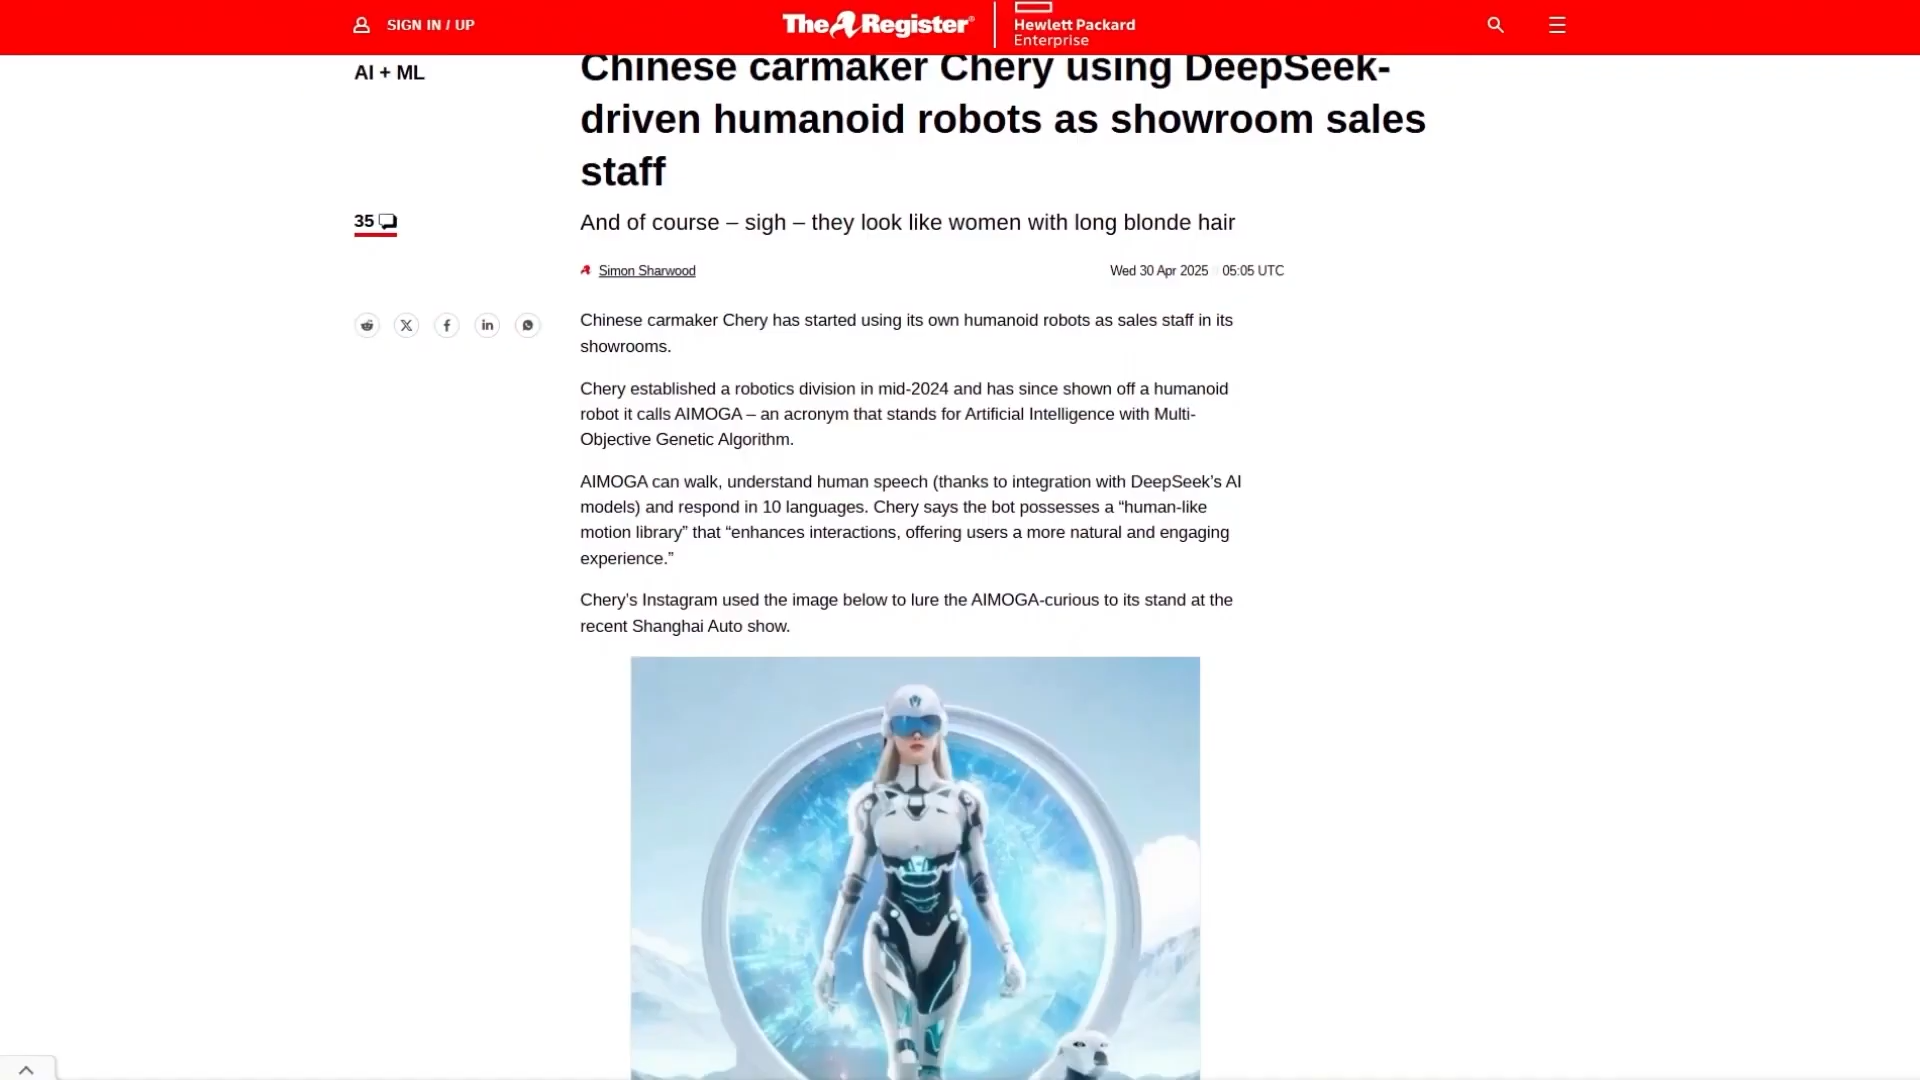 SIGN IN / UP
The Register®
Hewlett Packard
Enterprise
AI + ML
Chinese carmaker Chery using DeepSeek-
driven humanoid robots as showroom sales
staff
35
And of course – sigh – they look like women with long blonde hair
Simon Sharwood
Wed 30 Apr 2025 05:05 UTC
Chinese carmaker Chery has started using its own humanoid robots as sales staff in its
showrooms.
Chery established a robotics division in mid-2024 and has since shown off a humanoid
robot it calls AIMOGA – an acronym that stands for Artificial Intelligence with Multi-
Objective Genetic Algorithm.
AIMOGA can walk, understand human speech (thanks to integration with DeepSeek’s AI
models) and respond in 10 languages. Chery says the bot possesses a “human-like
motion library” that “enhances interactions, offering users a more natural and engaging
experience.”
Chery’s Instagram used the image below to lure the AIMOGA-curious to its stand at the
recent Shanghai Auto show.